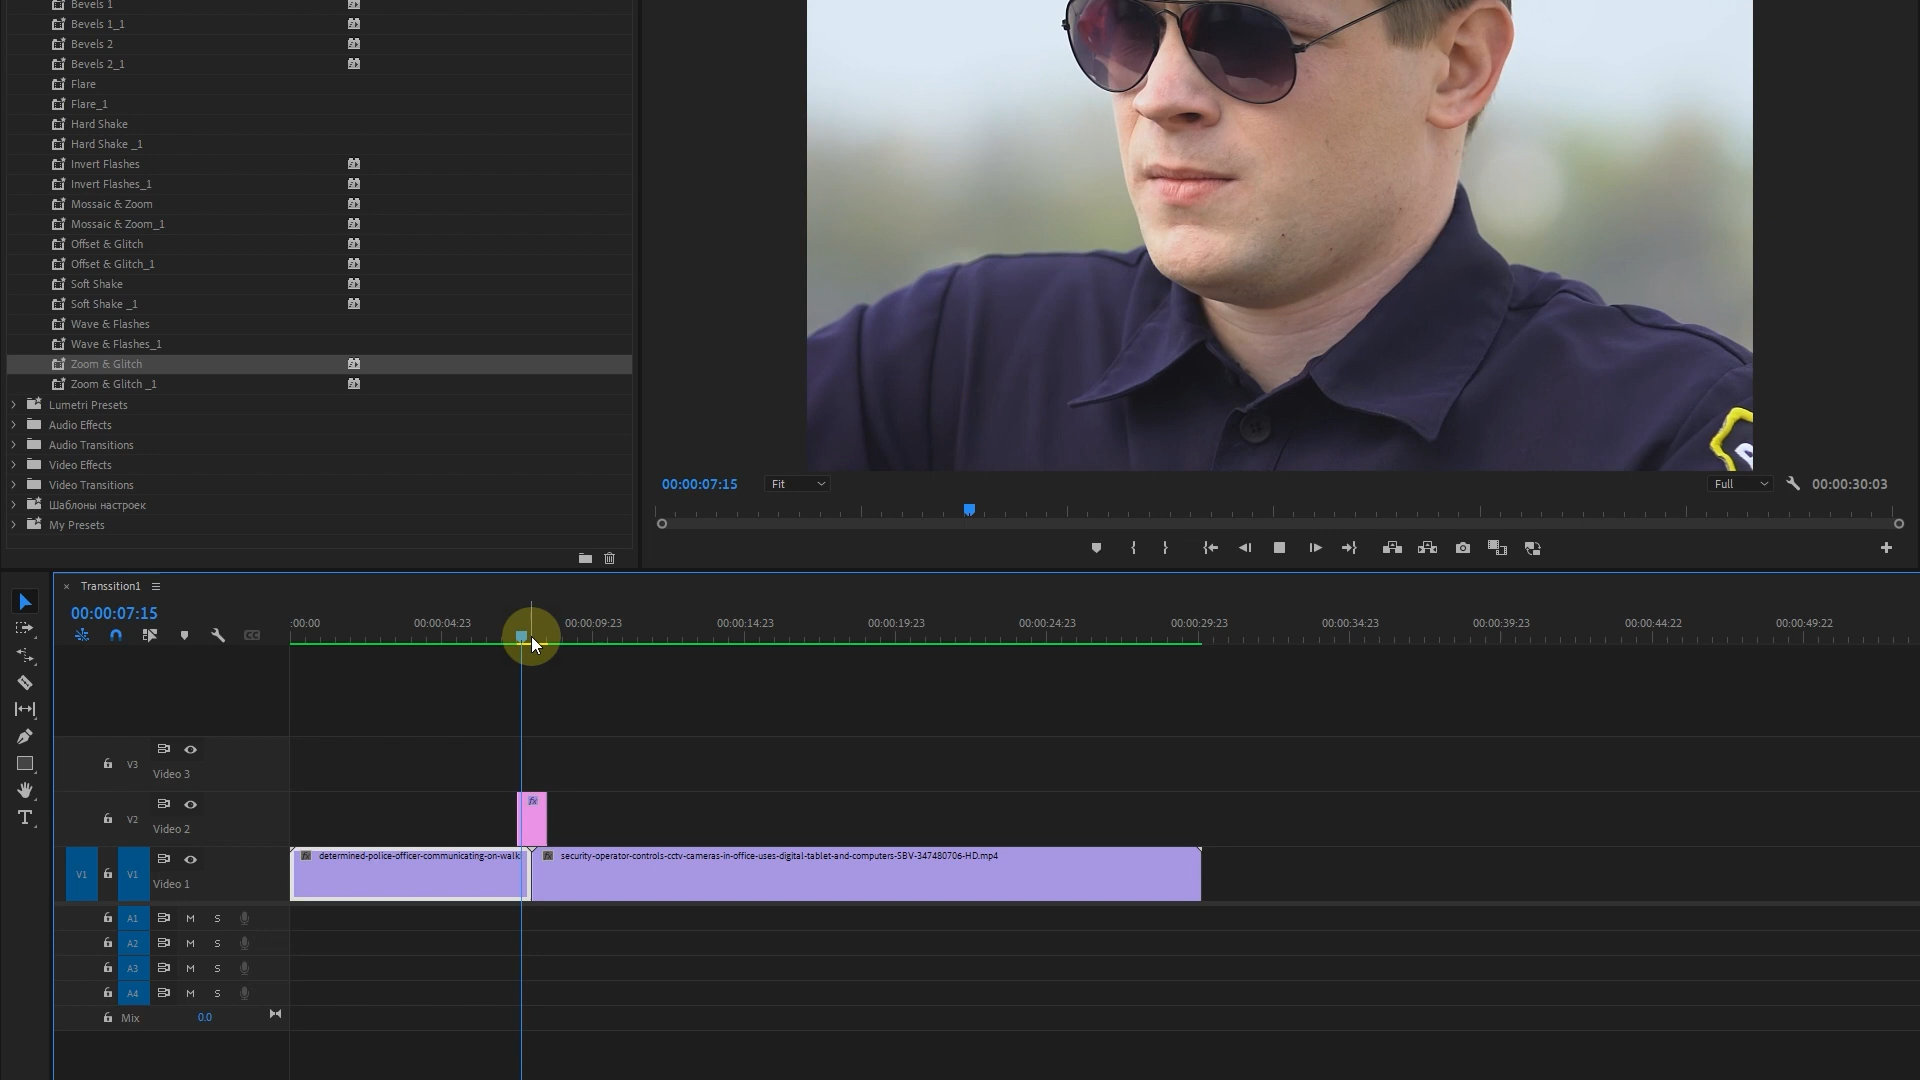 Bevels 1
Bevels 1_1
Bevels 2
Bevels 2_1
Flare
Flare_1
Hard Shake
Hard Shake _1
Invert Flashes
Invert Flashes_1
Mossaic & Zoom
Mossaic & Zoom_1
Offset & Glitch
Offset & Glitch_1
Soft Shake
Soft Shake _1
Wave & Flashes
Wave & Flashes_1
Zoom & Glitch
Zoom & Glitch _1
Lumetri Presets
Audio Effects
Audio Transitions
Video Effects
Video Transitions
Шаблоны настроек
My Presets
00:00:07:15
Fit
Full
00:00:30:03
Transsition1
00:00:07:15
:00:00
00:00:04:23
00:00:09:23
00:00:14:23
00:00:19:23
00:00:24:23
00:00:29:23
00:00:34:23
00:00:39:23
00:00:44:22
00:00:49:22
V3
Video 3
V2
Video 2
fx
V1
V1
Video 1
fx determined-police-officer-communicating-on-walk
fx security-operator-controls-cctv-cameras-in-office-uses-digital-tablet-and-computers-SBV-347480706-HD.mp4
A1 M S
A2 M S
A3 M S
A4 M S
Mix 0.0